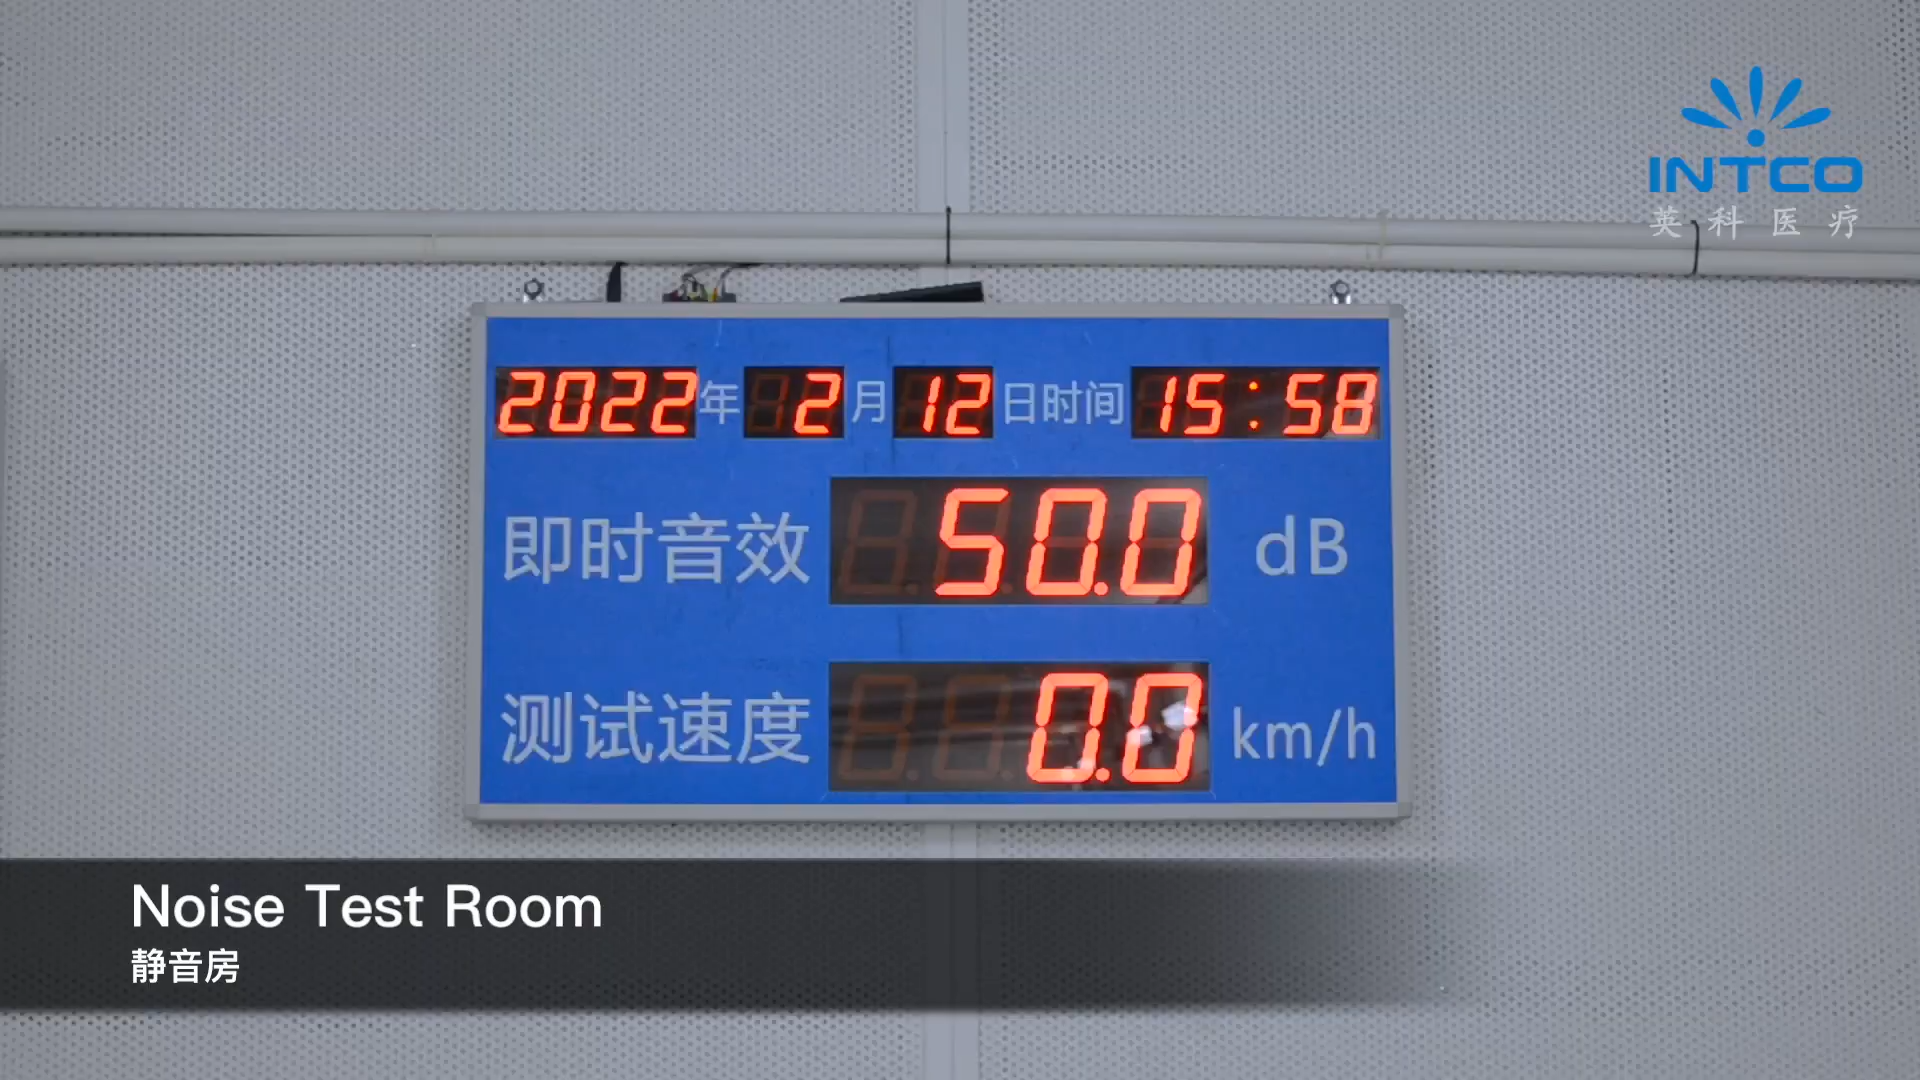 INTCO
英科医疗
2022年 2月12日时间 15:58
即时音效 50.0 dB
测试速度 0.0 km/h
Noise Test Room
静音房